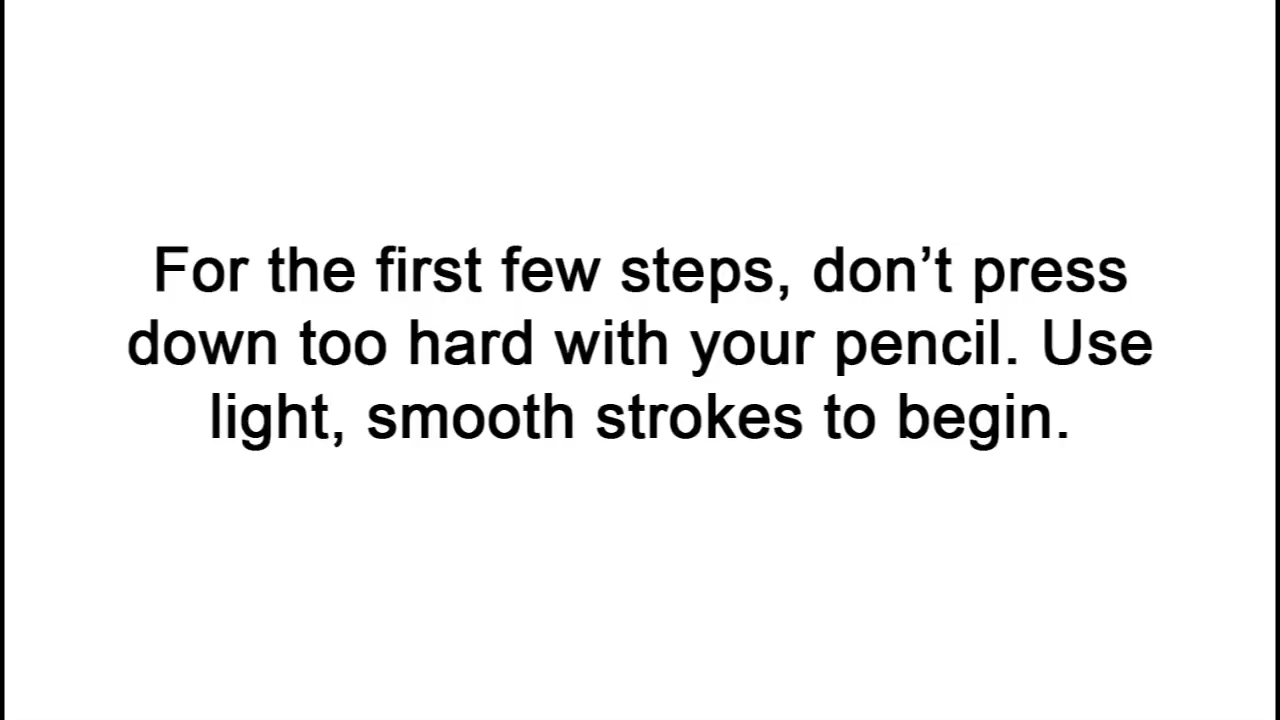 For the first few steps, don’t press
down too hard with your pencil. Use
light, smooth strokes to begin.